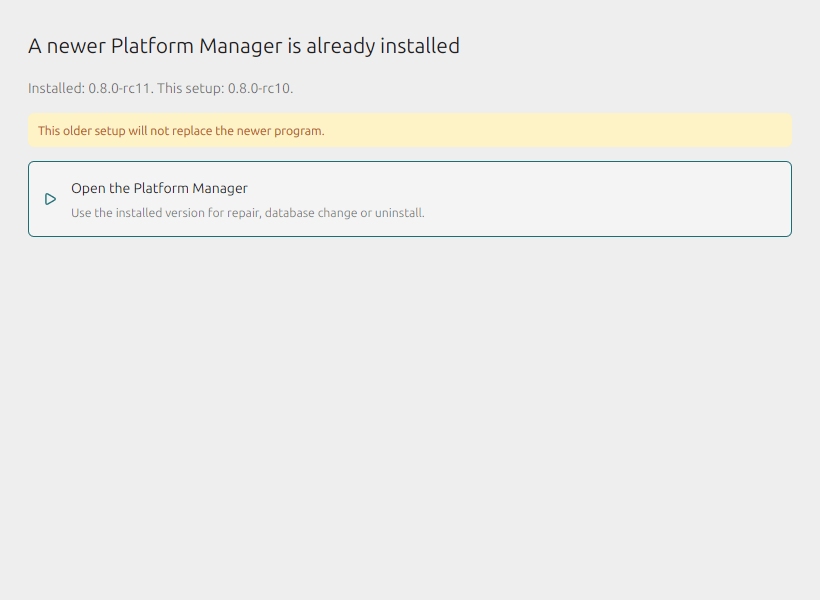 A newer Platform Manager is already installed
Installed: 0.8.0-rc11. This setup: 0.8.0-rc10.
This older setup will not replace the newer program.
Open the Platform Manager
Use the installed version for repair, database change or uninstall.